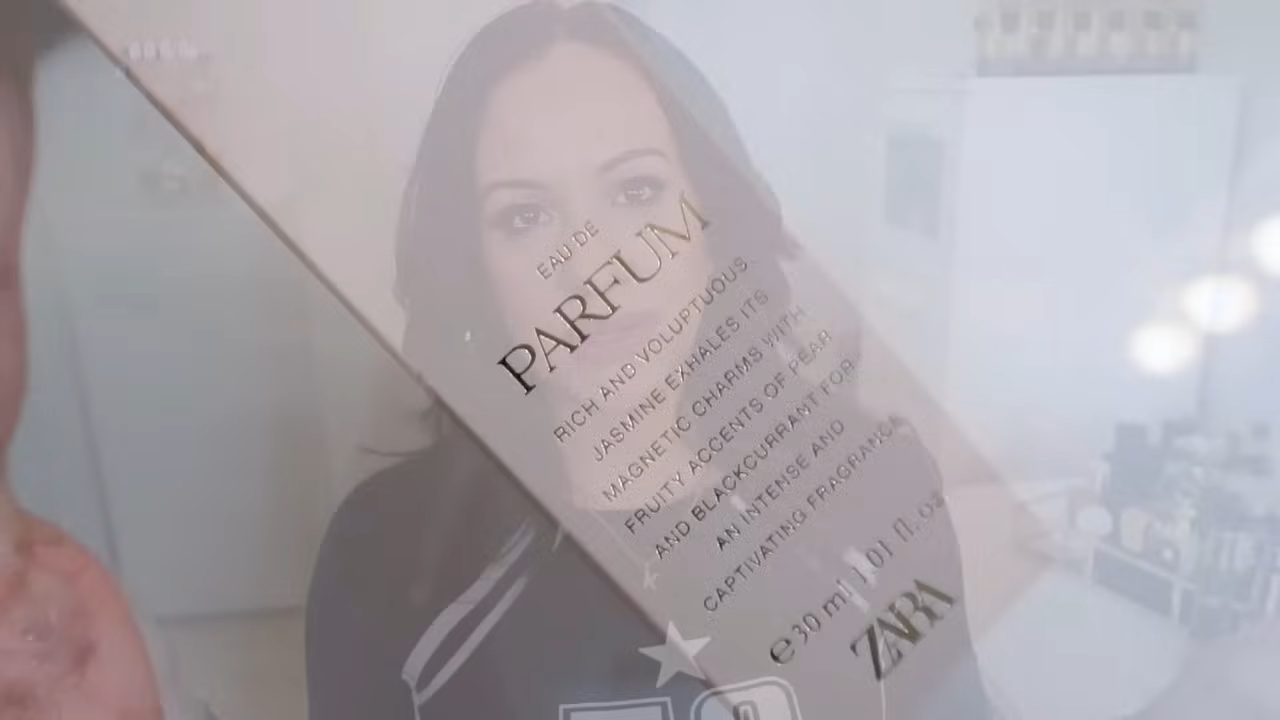 EAU DE
PARFUM
RICH AND VOLUPTUOUS
JASMINE EXHALES ITS
MAGNETIC CHARMS WITH
FRUITY ACCENTS OF PEAR
AND BLACKCURRANT FOR
AN INTENSE AND
CAPTIVATING FRAGRANCE
e 30 ml 1.01 fl. oz
ZARA